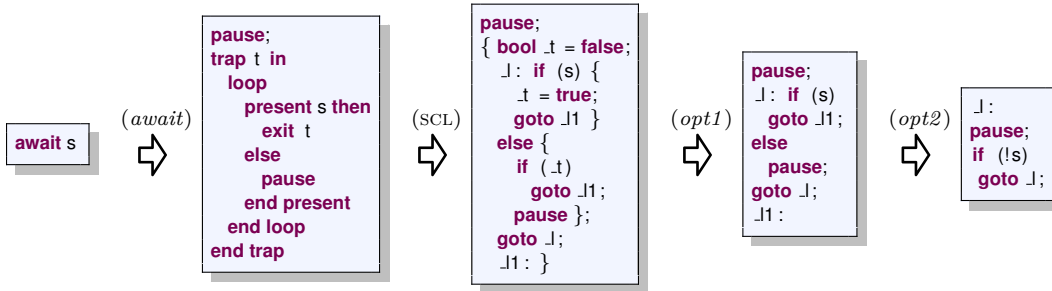 await s
(await)
pause;
trap t in
loop
present s then
exit t
else
pause
end present
end loop
end trap
(SCL)
pause;
{ bool _t = false;
_l: if (s) {
_t = true;
goto _l1 }
else {
if (_t)
goto _l1;
pause };
goto _l;
_l1: }
(opt1)
pause;
_l: if (s)
goto _l1;
else
pause;
goto _l;
_l1:
(opt2)
_l:
pause;
if (!s)
goto _l;